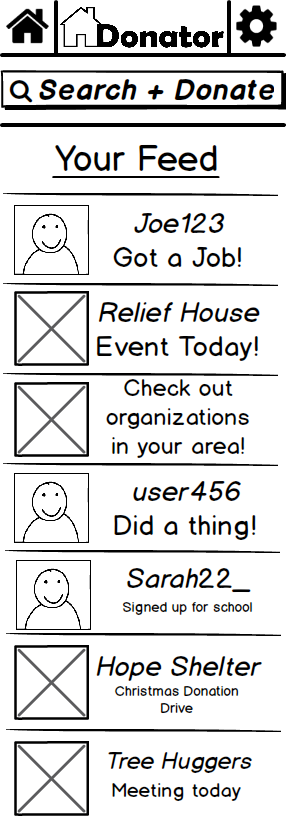 Donator
Search + Donate
Your Feed
Joe123
Got a Job!
Relief House
Event Today!
Check out
organizations
in your area!
user456
Did a thing!
Sarah22_
Signed up for school
Hope Shelter
Christmas Donation
Drive
Tree Huggers
Meeting today